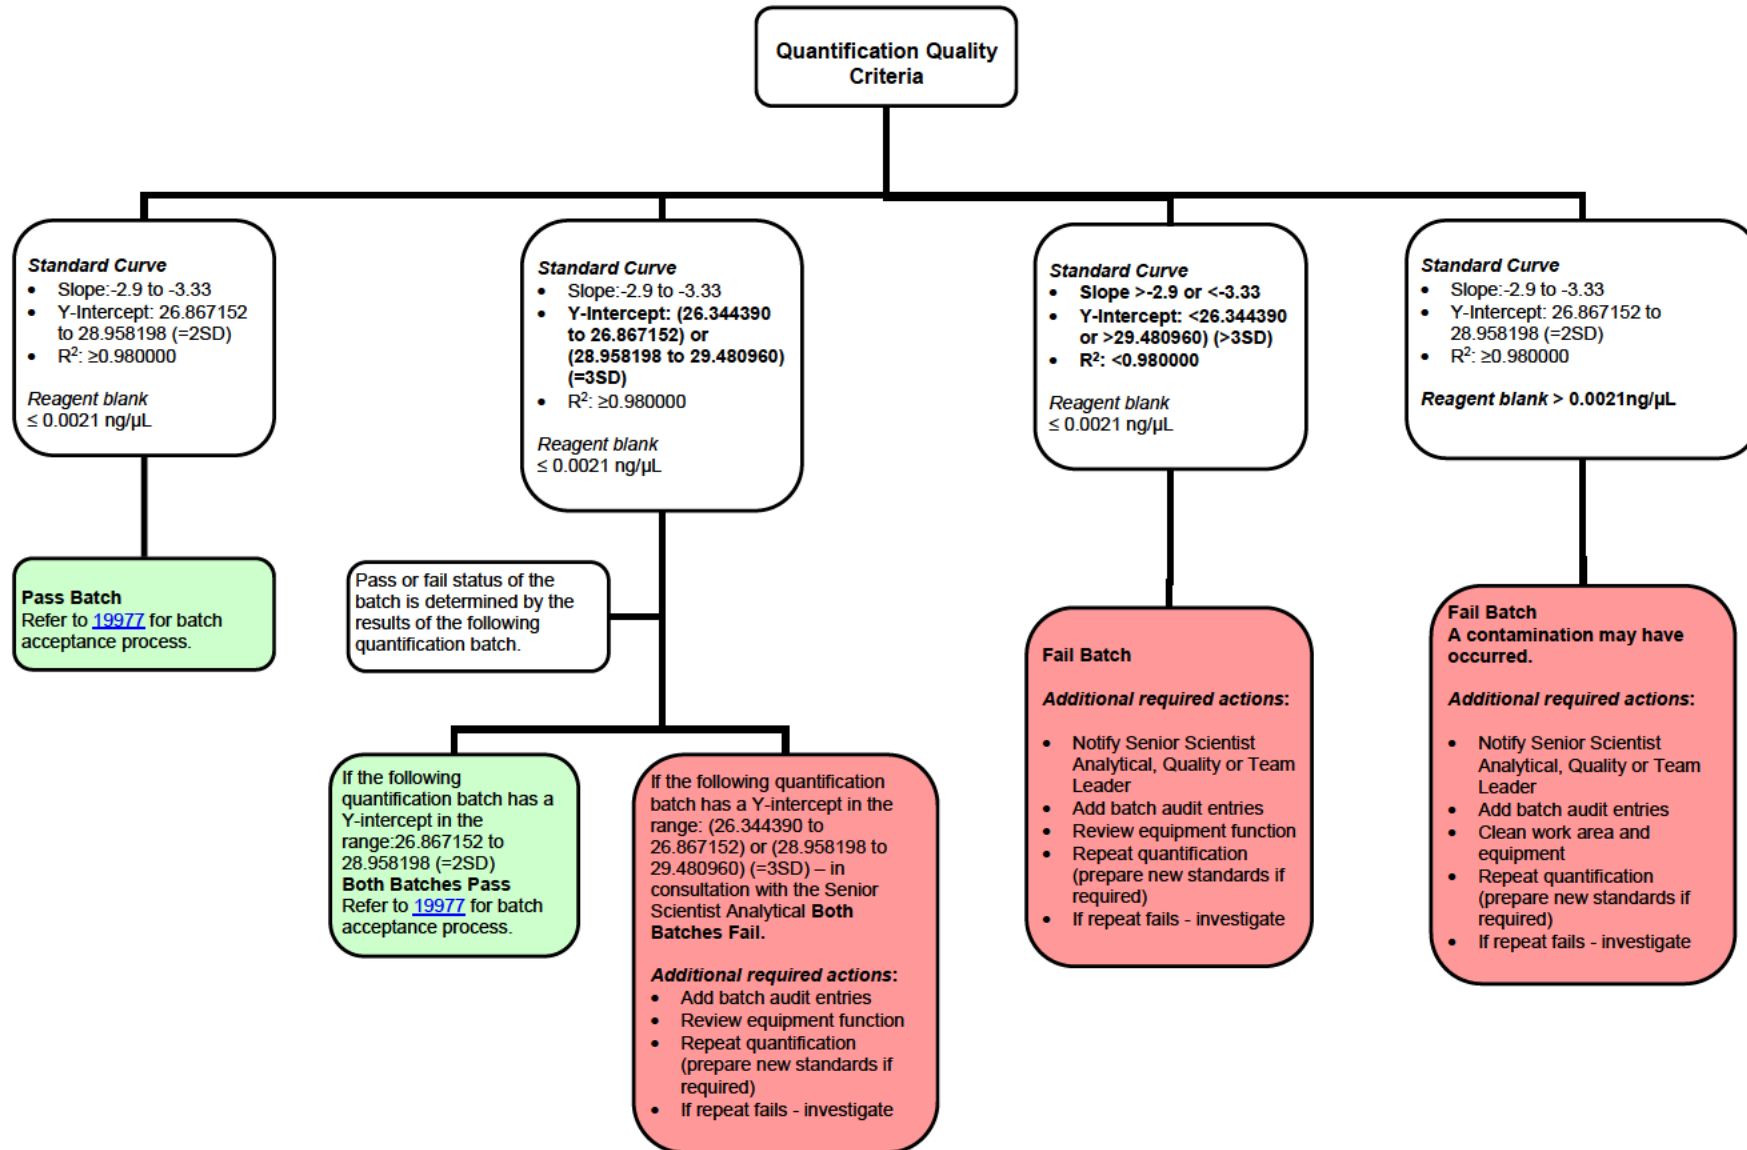 Quantification Quality
Criteria
Standard Curve
• Slope:-2.9 to -3.33
• Y-Intercept: 26.867152
to 28.958198 (=2SD)
• R²: ≥0.980000
Reagent blank
≤ 0.0021 ng/µL
Standard Curve
• Slope:-2.9 to -3.33
• Y-Intercept: (26.344390
to 26.867152) or
(28.958198 to 29.480960)
(=3SD)
• R²: ≥0.980000
Reagent blank
≤ 0.0021 ng/µL
Standard Curve
• Slope >-2.9 or <-3.33
• Y-Intercept: <26.344390
or >29.480960) (>3SD)
• R²: <0.980000
Reagent blank
≤ 0.0021 ng/µL
Standard Curve
• Slope:-2.9 to -3.33
• Y-Intercept: 26.867152 to
28.958198 (=2SD)
• R²: ≥0.980000
Reagent blank > 0.0021ng/µL
Pass Batch
Refer to 19977 for batch
acceptance process.
Pass or fail status of the
batch is determined by the
results of the following
quantification batch.
If the following
quantification batch has a
Y-intercept in the
range:26.867152 to
28.958198 (=2SD)
Both Batches Pass
Refer to 19977 for batch
acceptance process.
If the following quantification
batch has a Y-intercept in the
range: (26.344390 to
26.867152) or (28.958198 to
29.480960) (=3SD) – in
consultation with the Senior
Scientist Analytical Both
Batches Fail.
Additional required actions:
• Add batch audit entries
• Review equipment function
• Repeat quantification
(prepare new standards if
required)
• If repeat fails - investigate
Fail Batch
Additional required actions:
• Notify Senior Scientist
Analytical, Quality or Team
Leader
• Add batch audit entries
• Review equipment function
• Repeat quantification
(prepare new standards if
required)
• If repeat fails - investigate
Fail Batch
A contamination may have
occurred.
Additional required actions:
• Notify Senior Scientist
Analytical, Quality or Team
Leader
• Add batch audit entries
• Clean work area and
equipment
• Repeat quantification
(prepare new standards if
required)
• If repeat fails - investigate